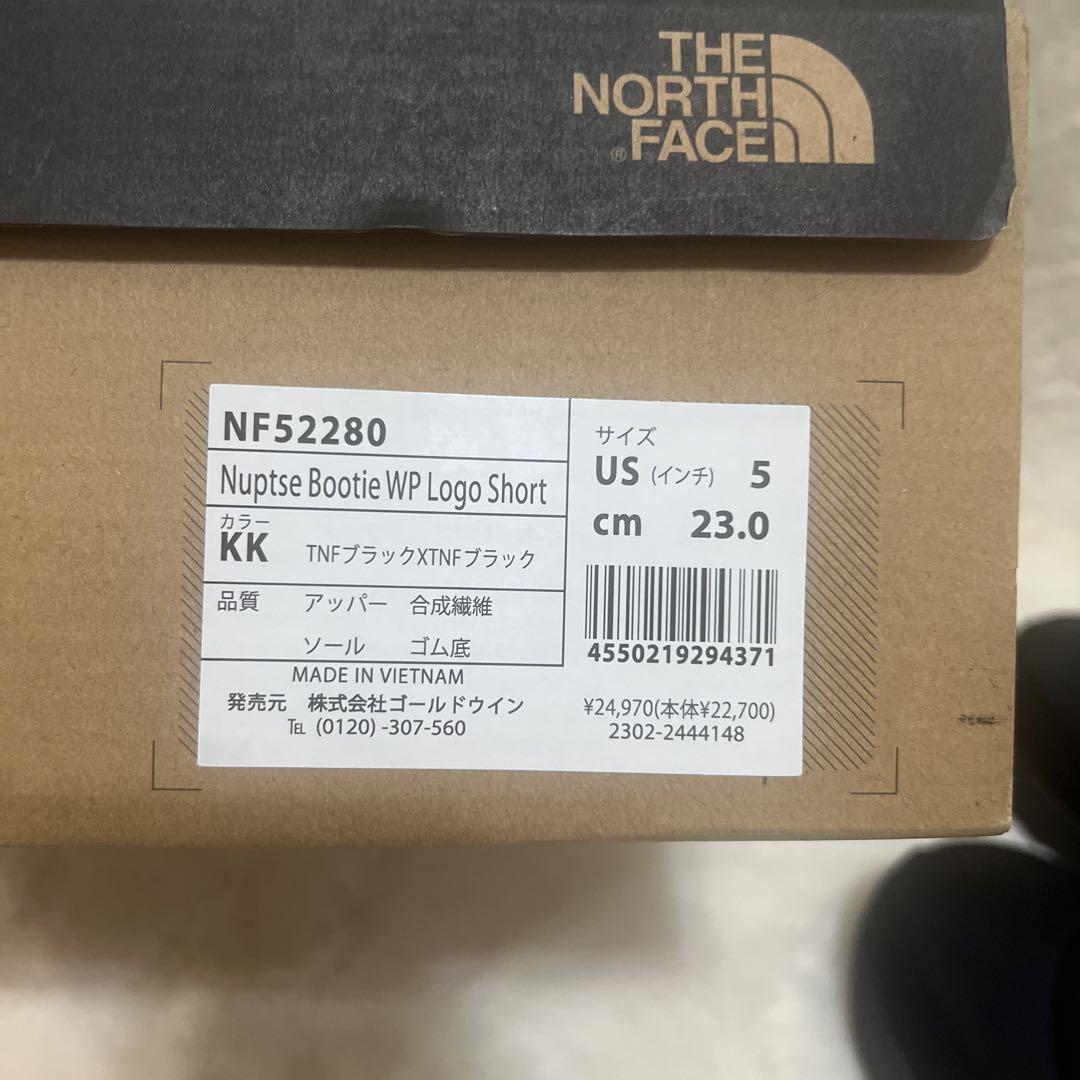 THE
NORTH
FACE
®
NF52280
Nuptse Bootie WP Logo Short
カラー
KK TNFブラックXTNFブラック
品質 アッパー 合成繊維
ソール ゴム底
MADE IN VIETNAM
発売元 株式会社ゴールドウイン
TEL (0120) -307-560
サイズ
US (インチ) 5
cm 23.0
4550219294371
¥24,970(本体¥22,700)
2302-2444148